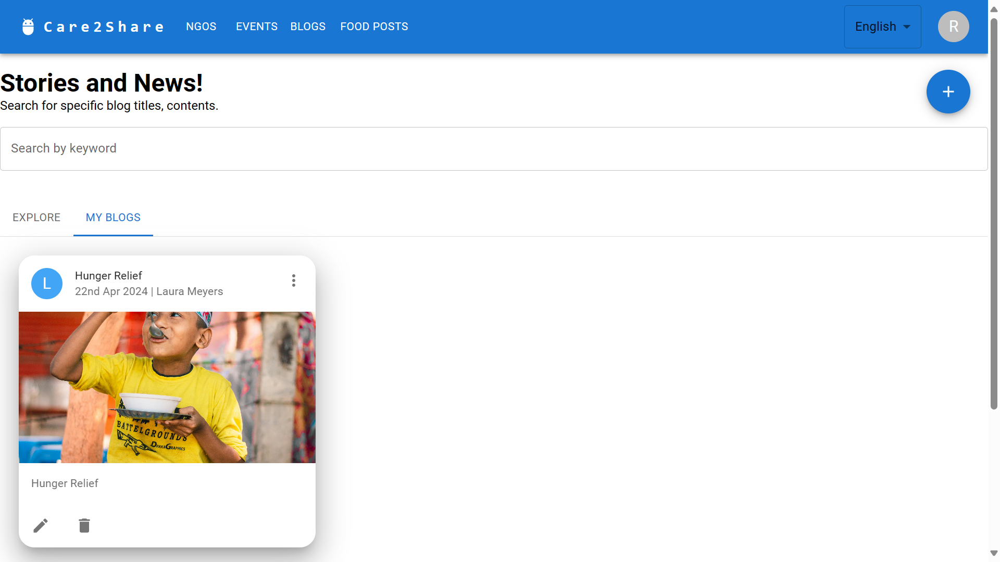 Care2Share NGOS EVENTS BLOGS FOOD POSTS English R
Stories and News!
Search for specific blog titles, contents.
+
Search by keyword
EXPLORE MY BLOGS
L
Hunger Relief
22nd Apr 2024 | Laura Meyers
BATTELGROUNDS
DHAKAGRAPHICS
Hunger Relief